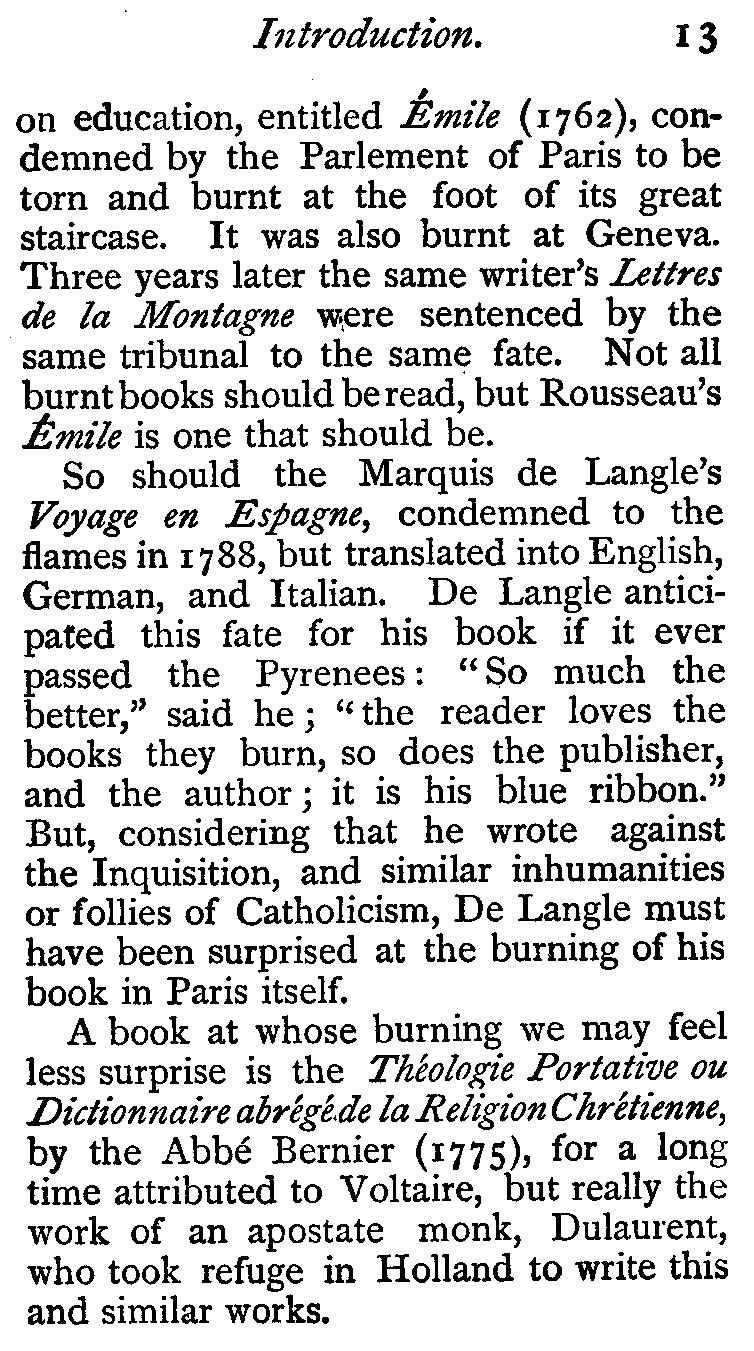 Introduction. 13
on education, entitled Émile (1762), con-
demned by the Parlement of Paris to be
torn and burnt at the foot of its great
staircase. It was also burnt at Geneva.
Three years later the same writer's Lettres
de la Montagne were sentenced by the
same tribunal to the same fate. Not all
burnt books should be read, but Rousseau's
Émile is one that should be.
So should the Marquis de Langle's
Voyage en Espagne, condemned to the
flames in 1788, but translated into English,
German, and Italian. De Langle antici-
pated this fate for his book if it ever
passed the Pyrenees: "So much the
better," said he; "the reader loves the
books they burn, so does the publisher,
and the author; it is his blue ribbon."
But, considering that he wrote against
the Inquisition, and similar inhumanities
or follies of Catholicism, De Langle must
have been surprised at the burning of his
book in Paris itself.
A book at whose burning we may feel
less surprise is the Théologie Portative ou
Dictionnaire abrégé de la Religion Chrétienne,
by the Abbé Bernier (1775), for a long
time attributed to Voltaire, but really the
work of an apostate monk, Dulaurent,
who took refuge in Holland to write this
and similar works.